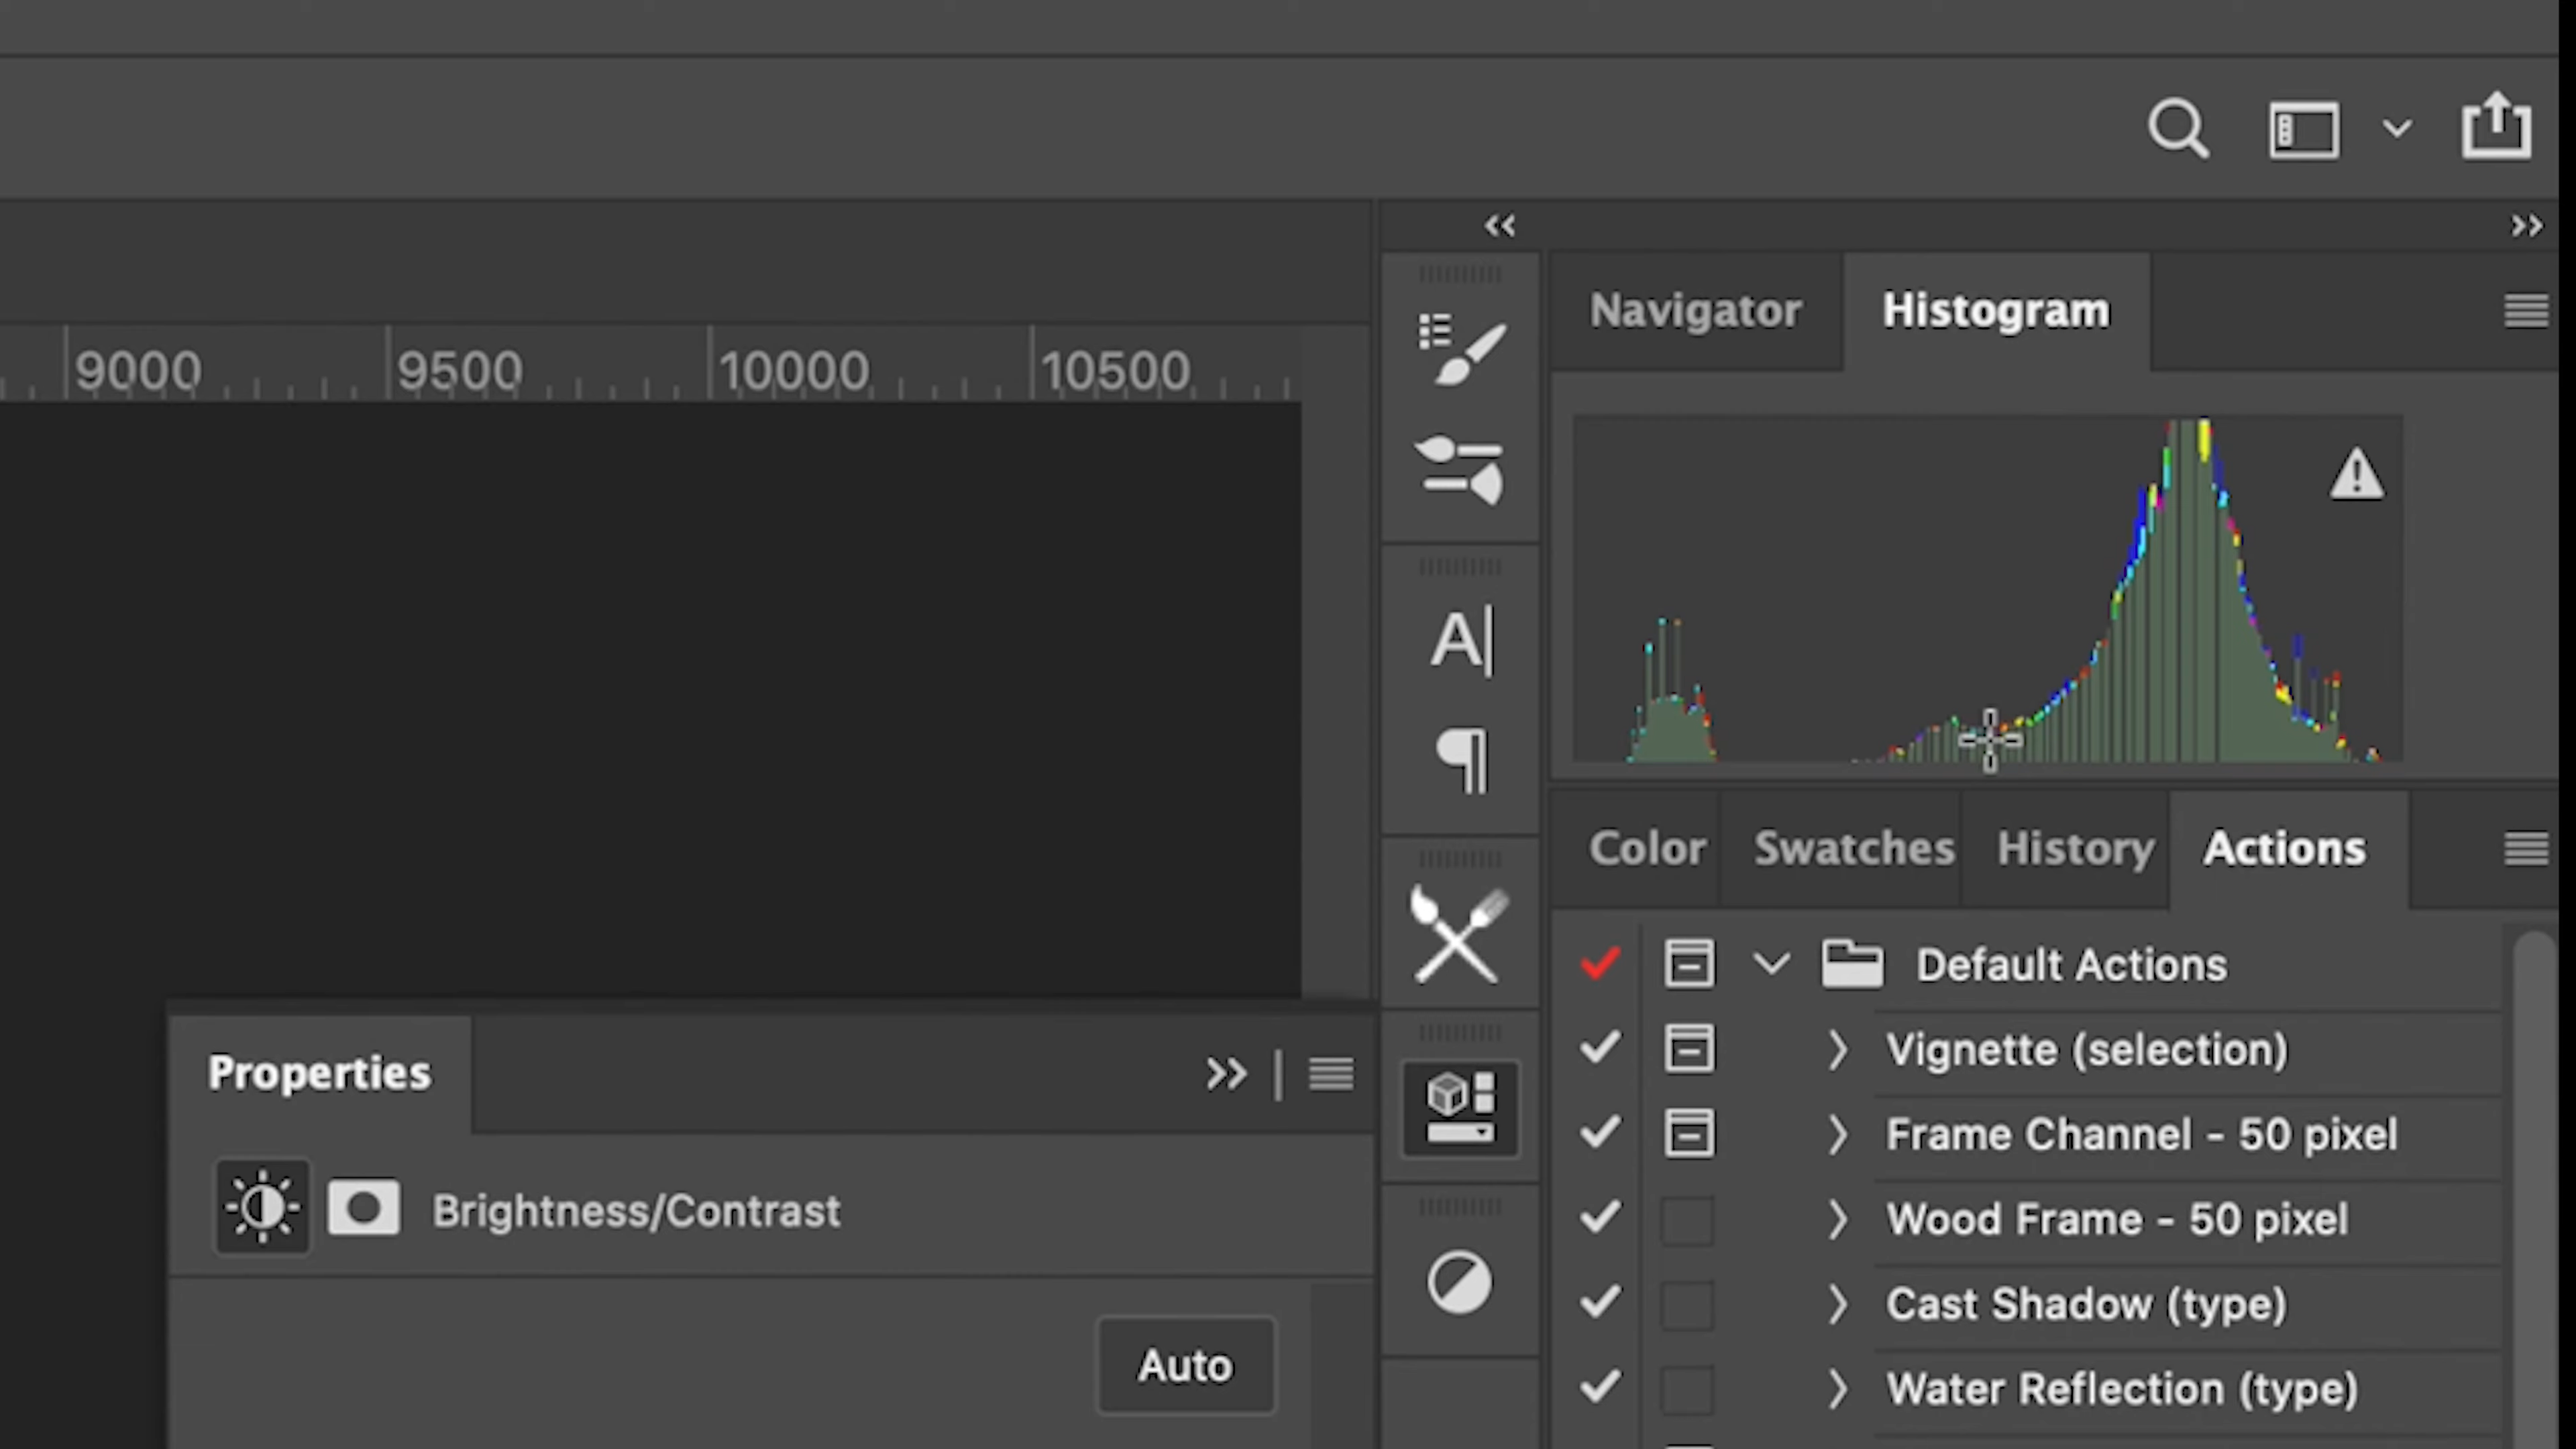 Navigator Histogram
9000 9500 10000 10500
Color Swatches History Actions
Default Actions
Vignette (selection)
Frame Channel - 50 pixel
Wood Frame - 50 pixel
Cast Shadow (type)
Water Reflection (type)
Properties
Brightness/Contrast
Auto